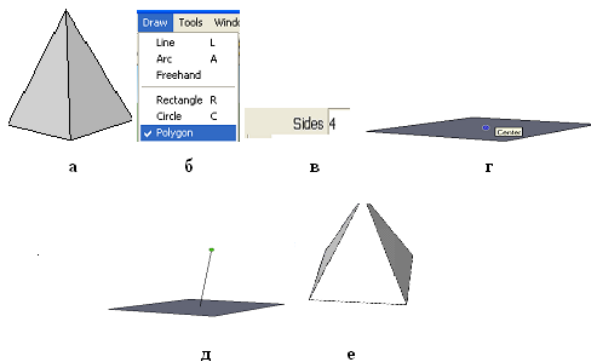 Draw Tools Windo
Line L
Arc A
Freehand
Rectangle R
Circle C
✓ Polygon
Sides 4
Center
а б в г
д е